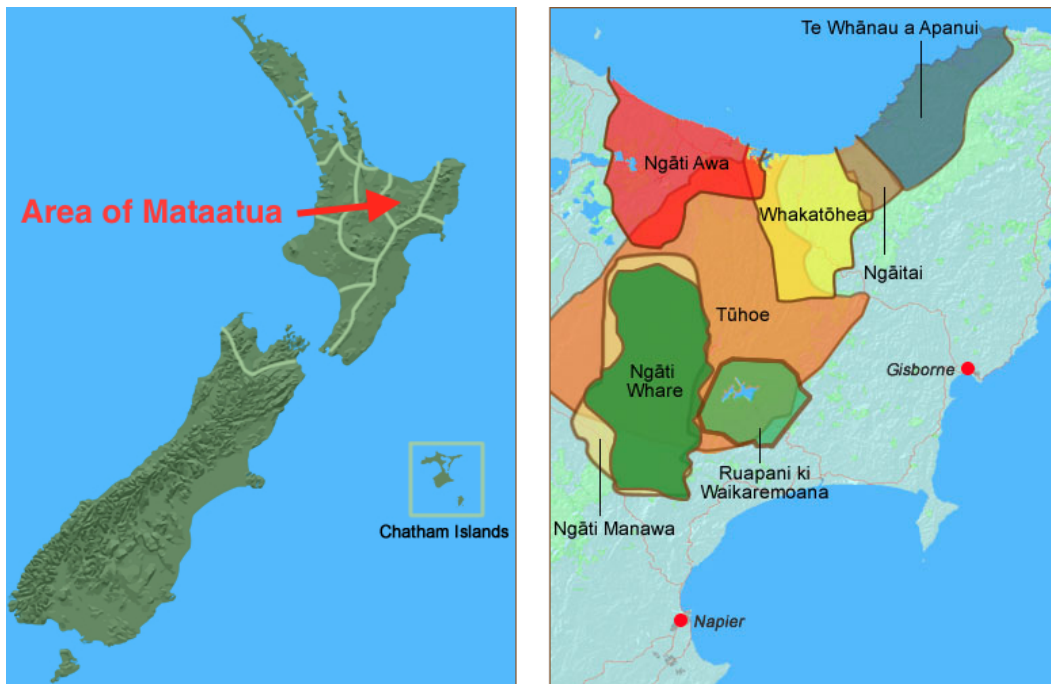 Area of Mataatua
Chatham Islands
Te Whānau a Apanui
Ngāti Awa
Whakatōhea
Ngāitai
Tūhoe
Gisborne
Ngāti
Whare
Ruapani ki
Waikaremoana
Ngāti Manawa
Napier